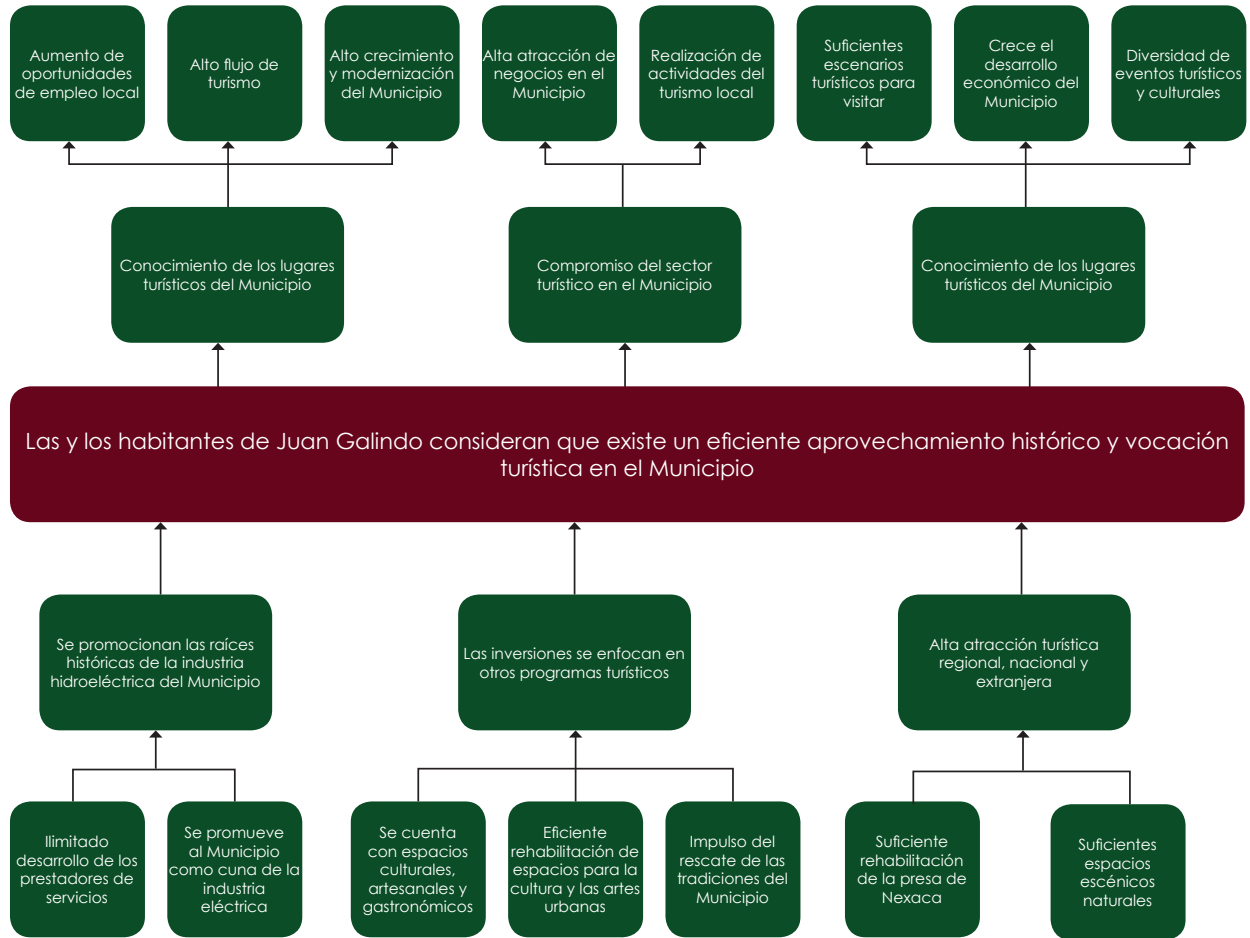 Aumento de
oportunidades
de empleo local
Alto flujo de
turismo
Alto crecimiento
y modernización
del Municipio
Alta atracción de
negocios en el
Municipio
Realización de
actividades del
turismo local
Suficientes
escenarios
turísticos para
visitar
Crece el
desarrollo
económico del
Municipio
Diversidad de
eventos turísticos
y culturales
Conocimiento de los lugares
turísticos del Municipio
Compromiso del sector
turístico en el Municipio
Conocimiento de los lugares
turísticos del Municipio
Las y los habitantes de Juan Galindo consideran que existe un eficiente aprovechamiento histórico y vocación
turística en el Municipio
Se promocionan las raíces
históricas de la industria
hidroeléctrica del Municipio
Las inversiones se enfocan en
otros programas turísticos
Alta atracción turística
regional, nacional y
extranjera
Ilimitado
desarrollo de los
prestadores de
servicios
Se promueve
al Municipio
como cuna de la
industria
eléctrica
Se cuenta
con espacios
culturales,
artesanales y
gastronómicos
Eficiente
rehabilitación de
espacios para la
cultura y las artes
urbanas
Impulso del
rescate de las
tradiciones del
Municipio
Suficiente
rehabilitación
de la presa de
Nexaca
Suficientes
espacios
escénicos
naturales